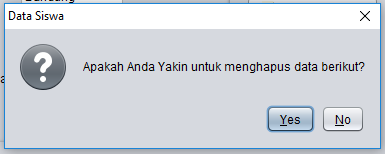 Data Siswa
Apakah Anda Yakin untuk menghapus data berikut?
Yes No